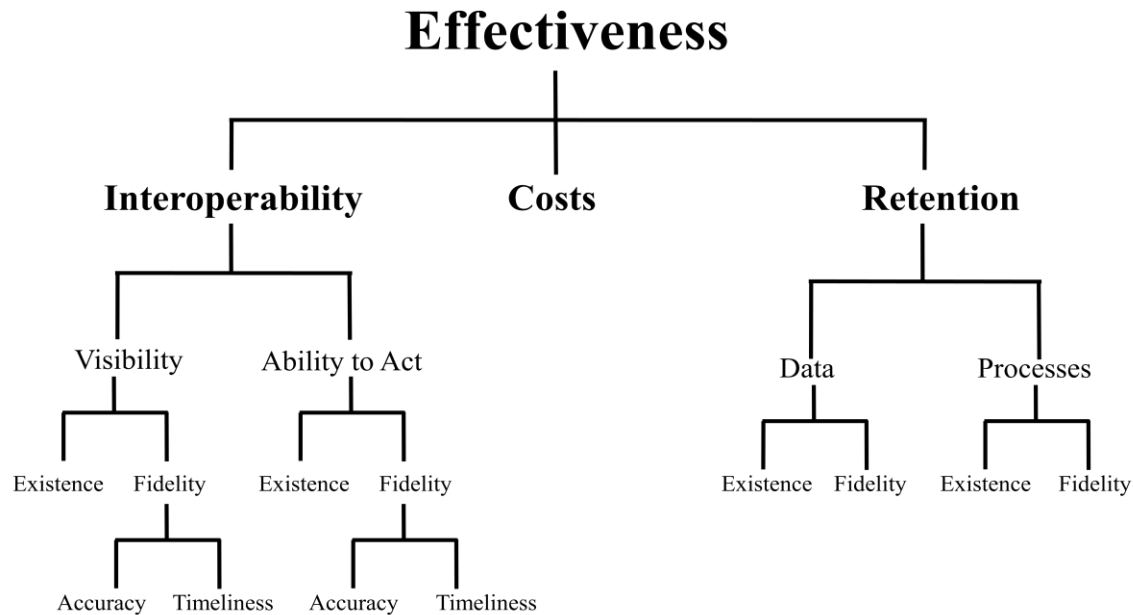 Effectiveness
Interoperability Costs Retention
Visibility Ability to Act Data Processes
Existence Fidelity Existence Fidelity Existence Fidelity Existence Fidelity
Accuracy Timeliness Accuracy Timeliness